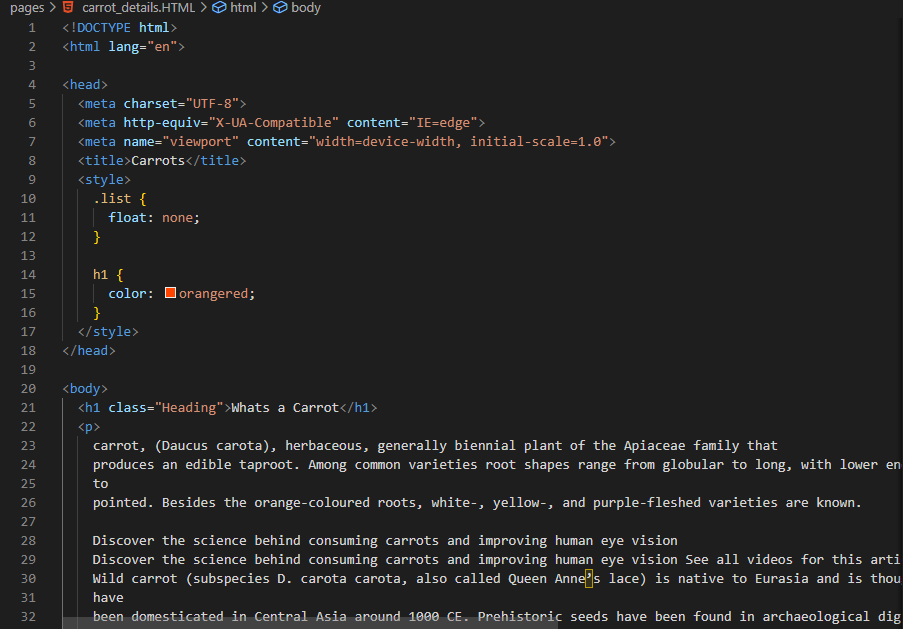 pages > carrot_details.HTML > html > body
1 <!DOCTYPE html>
2 <html lang="en">
3
4 <head>
5 <meta charset="UTF-8">
6 <meta http-equiv="X-UA-Compatible" content="IE=edge">
7 <meta name="viewport" content="width=device-width, initial-scale=1.0">
8 <title>Carrots</title>
9 <style>
10 .list {
11 float: none;
12 }
13
14 h1 {
15 color: orangered;
16 }
17 </style>
18 </head>
19
20 <body>
21 <h1 class="Heading">Whats a Carrot</h1>
22 <p>
23 carrot, (Daucus carota), herbaceous, generally biennial plant of the Apiaceae family that
24 produces an edible taproot. Among common varieties root shapes range from globular to long, with lower en
25 to
26 pointed. Besides the orange-coloured roots, white-, yellow-, and purple-fleshed varieties are known.
27
28 Discover the science behind consuming carrots and improving human eye vision
29 Discover the science behind consuming carrots and improving human eye vision See all videos for this arti
30 Wild carrot (subspecies D. carota carota, also called Queen Anne’s lace) is native to Eurasia and is thou
31 have
32 been domesticated in Central Asia around 1000 CE. Prehistoric seeds have been found in archaeological dig